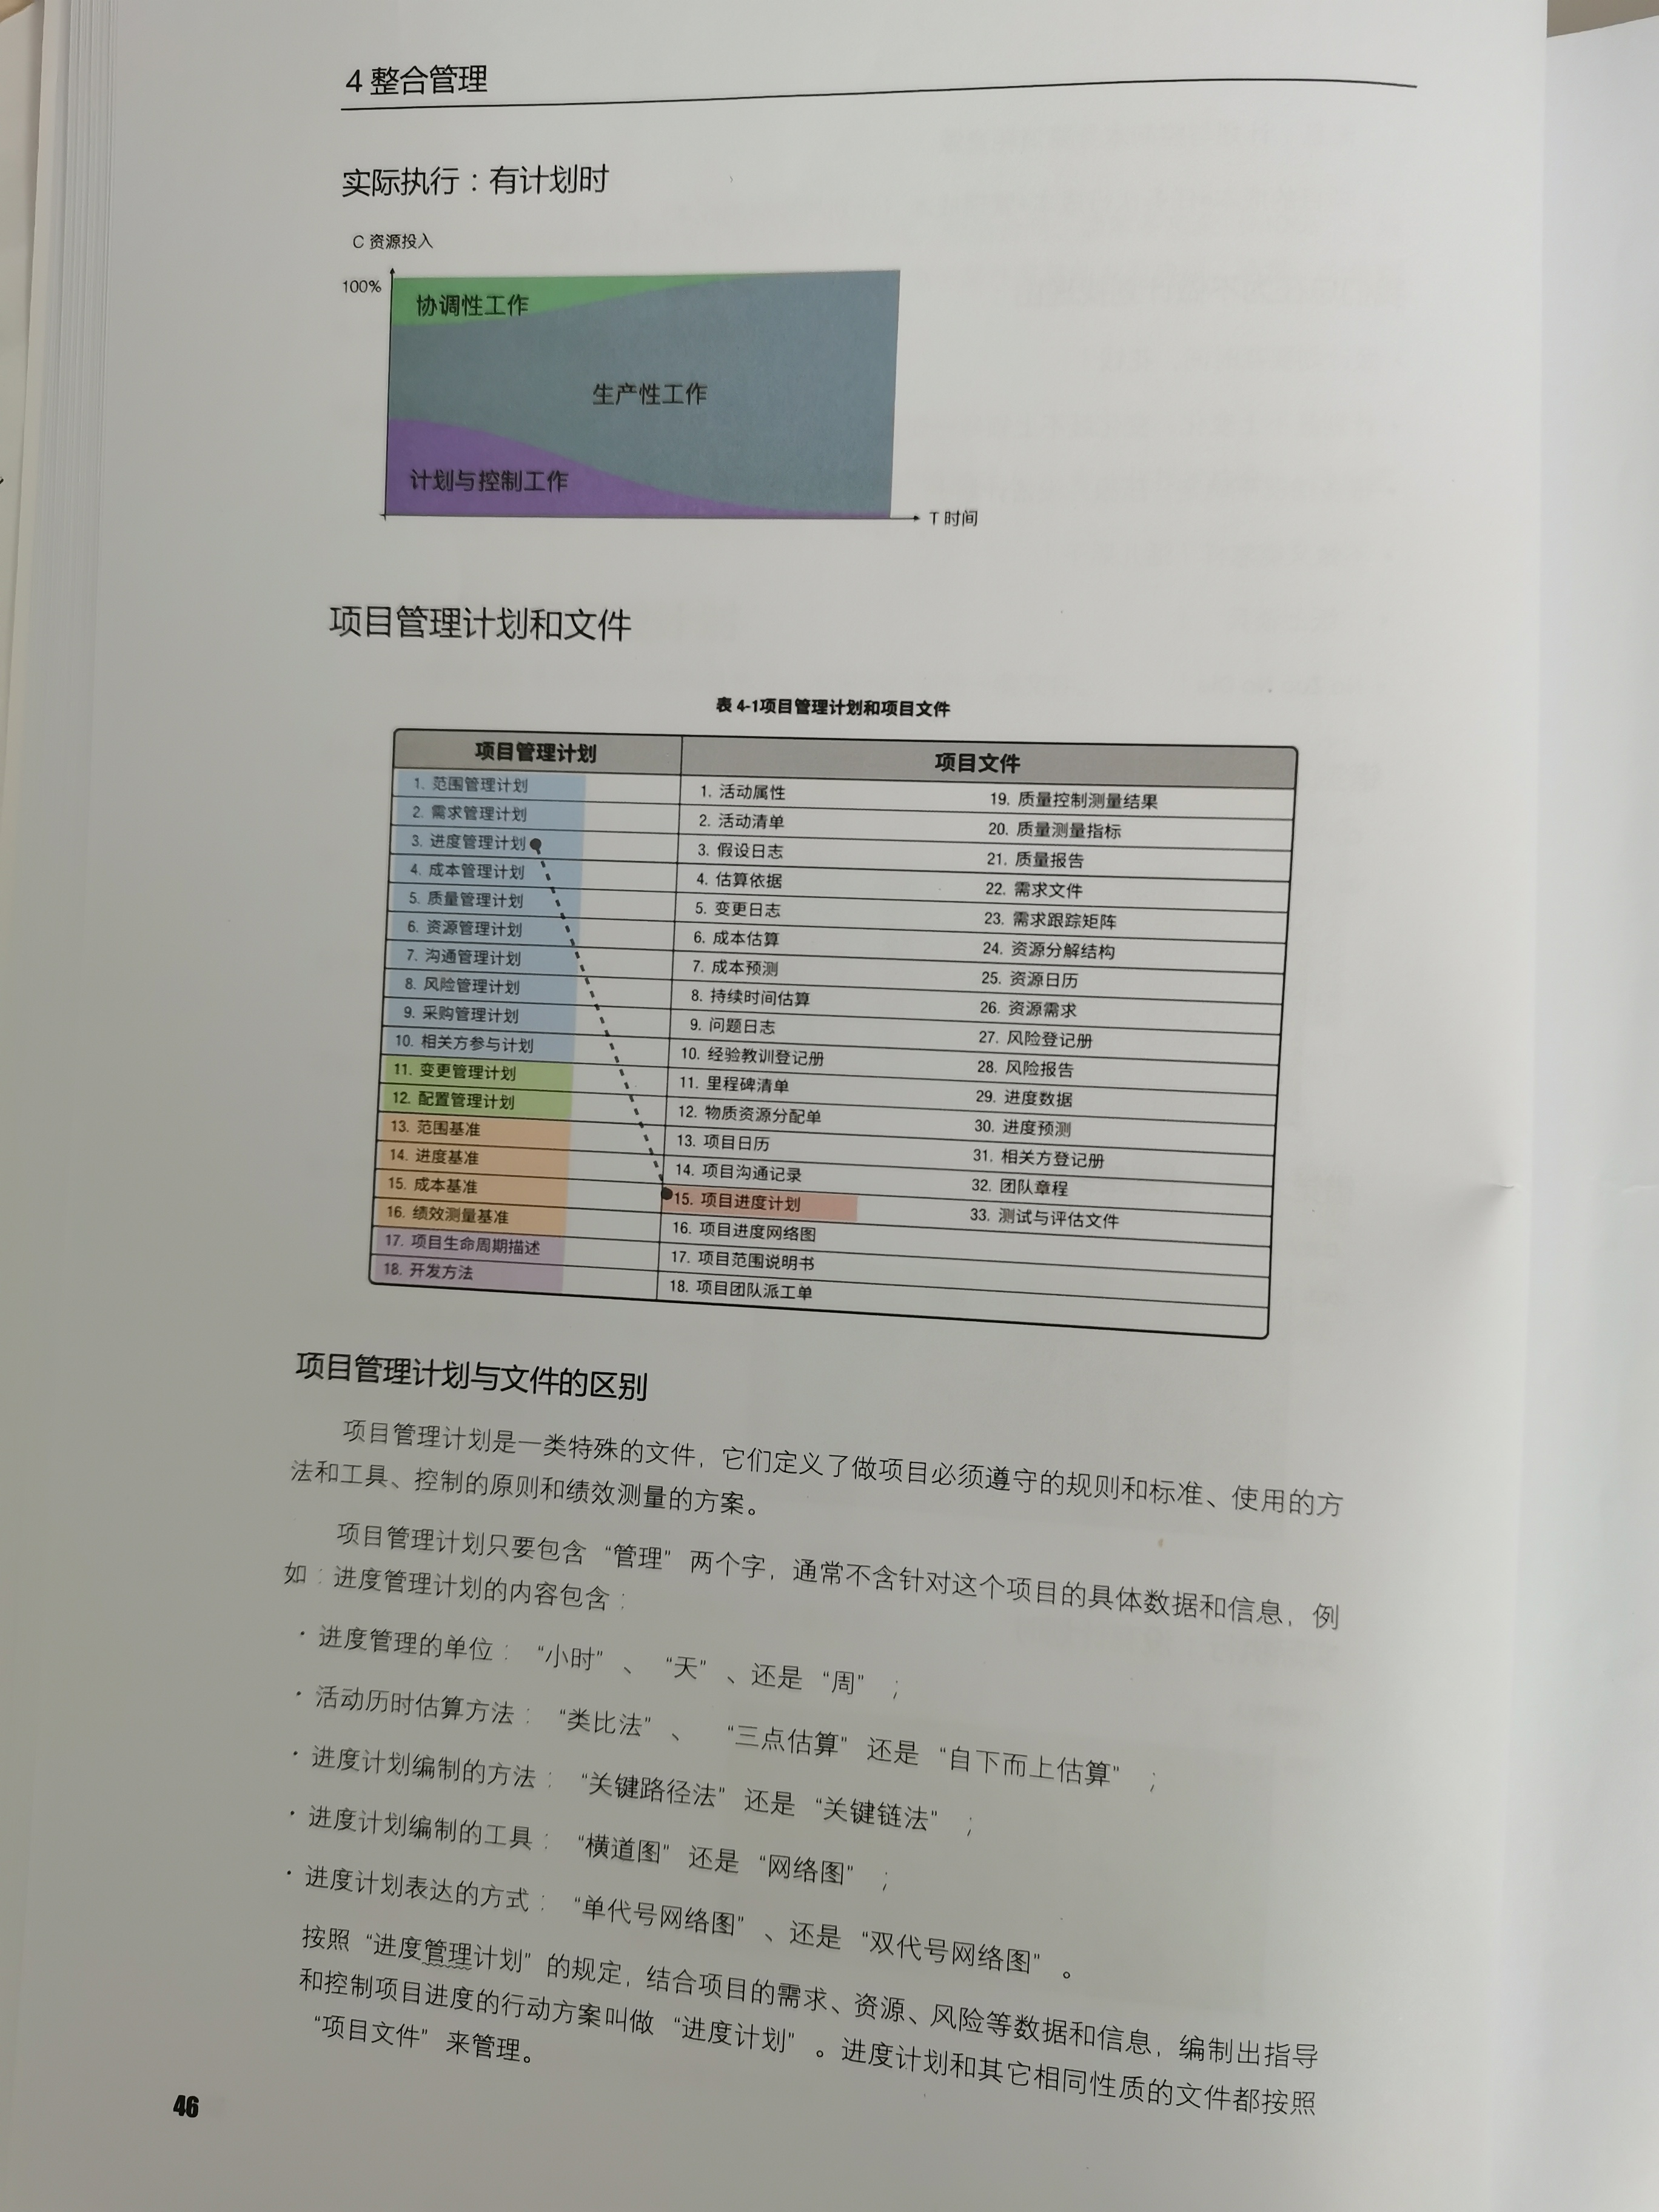 4 整合管理
实际执行：有计划时
C 资源投入
100%
协调性工作
生产性工作
计划与控制工作
T 时间
项目管理计划和文件
表 4-1项目管理计划和项目文件
项目管理计划
项目文件
1. 范围管理计划
2. 需求管理计划
3. 进度管理计划
4. 成本管理计划
5. 质量管理计划
6. 资源管理计划
7. 沟通管理计划
8. 风险管理计划
9. 采购管理计划
10. 相关方参与计划
11. 变更管理计划
12. 配置管理计划
13. 范围基准
14. 进度基准
15. 成本基准
16. 绩效测量基准
17. 项目生命周期描述
18. 开发方法
1. 活动属性
2. 活动清单
3. 假设日志
4. 估算依据
5. 变更日志
6. 成本估算
7. 成本预测
8. 持续时间估算
9. 问题日志
10. 经验教训登记册
11. 里程碑清单
12. 物质资源分配单
13. 项目日历
14. 项目沟通记录
15. 项目进度计划
16. 项目进度网络图
17. 项目范围说明书
18. 项目团队派工单
19. 质量控制测量结果
20. 质量测量指标
21. 质量报告
22. 需求文件
23. 需求跟踪矩阵
24. 资源分解结构
25. 资源日历
26. 资源需求
27. 风险登记册
28. 风险报告
29. 进度数据
30. 进度预测
31. 相关方登记册
32. 团队章程
33. 测试与评估文件
项目管理计划与文件的区别
项目管理计划是一类特殊的文件，它们定义了做项目必须遵守的规则和标准、使用的方
法和工具、控制的原则和绩效测量的方案。
项目管理计划只要包含“管理”两个字，通常不含针对这个项目的具体数据和信息，例
如：进度管理计划的内容包含：
· 进度管理的单位：“小时”、“天”、还是“周”；
· 活动历时估算方法：“类比法”、“三点估算”还是“自下而上估算”；
· 进度计划编制的方法：“关键路径法”还是“关键链法”；
· 进度计划编制的工具：“横道图”还是“网络图”；
· 进度计划表达的方式：“单代号网络图”、还是“双代号网络图”。
按照“进度管理计划”的规定，结合项目的需求、资源、风险等数据和信息，编制出指导
和控制项目进度的行动方案叫做“进度计划”。进度计划和其它相同性质的文件都按照
“项目文件”来管理。
46